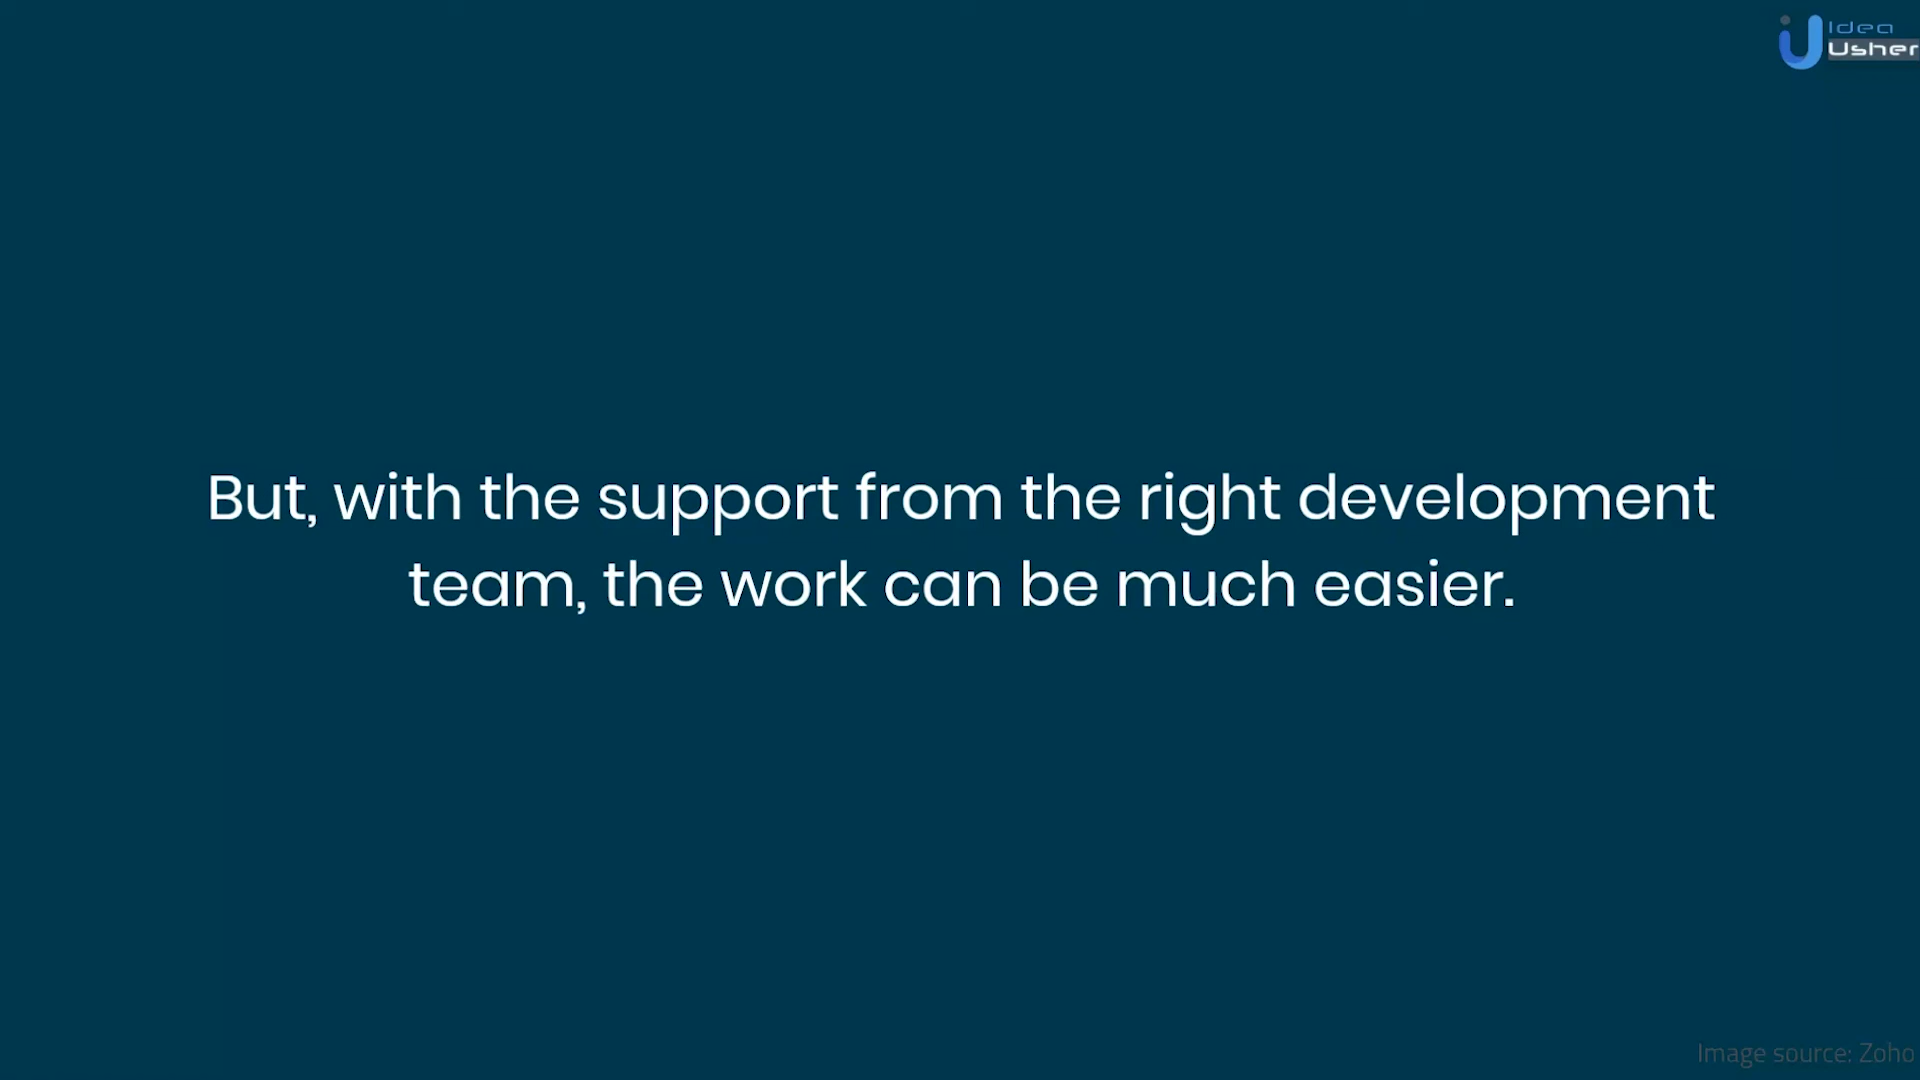 Idea
Usher
But, with the support from the right development
team, the work can be much easier.
Image source: Zoho